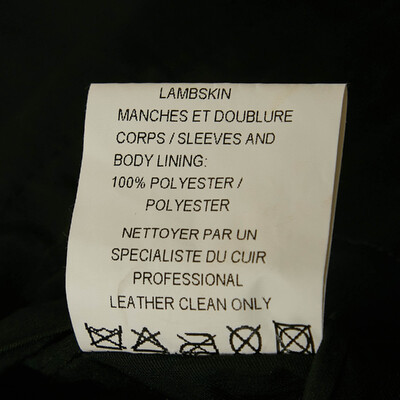 LAMBSKIN
MANCHES ET DOUBLURE
CORPS / SLEEVES AND
BODY LINING:
100% POLYESTER /
POLYESTER
NETTOYER PAR UN
SPECIALISTE DU CUIR
PROFESSIONAL
LEATHER CLEAN ONLY